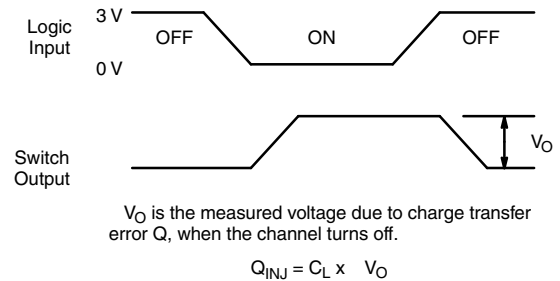 Logic
Input
3 V
OFF
ON
OFF
0 V
Switch
Output
VO
VO is the measured voltage due to charge transfer
error Q, when the channel turns off.
QINJ = CL x VO